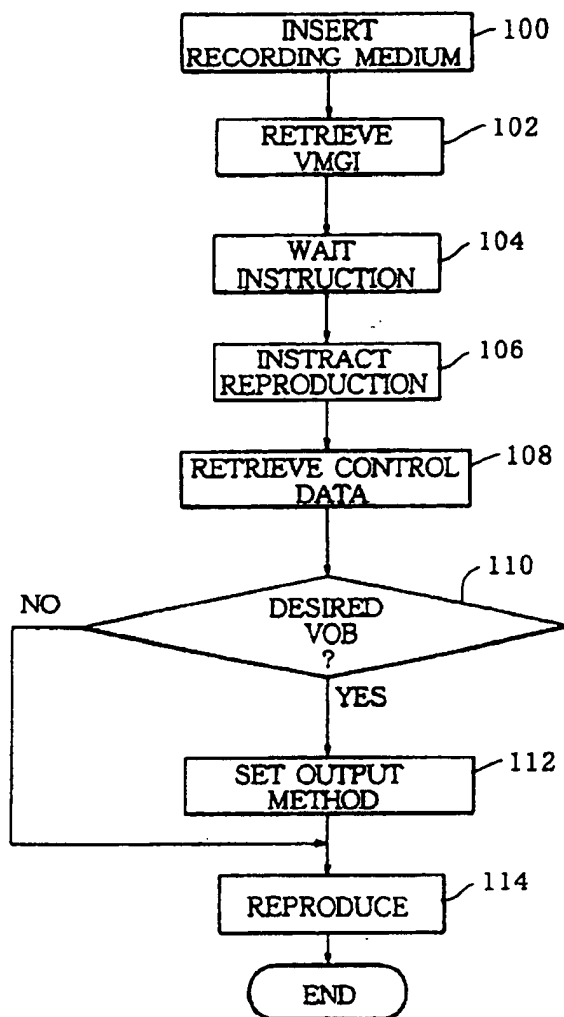 INSERT
RECORDING MEDIUM
100
RETRIEVE
VMGI
102
WAIT
INSTRUCTION
104
INSTRACT
REPRODUCTION
106
RETRIEVE CONTROL
DATA
108
110
NO
DESIRED
VOB
?
YES
SET OUTPUT
METHOD
112
REPRODUCE
114
END